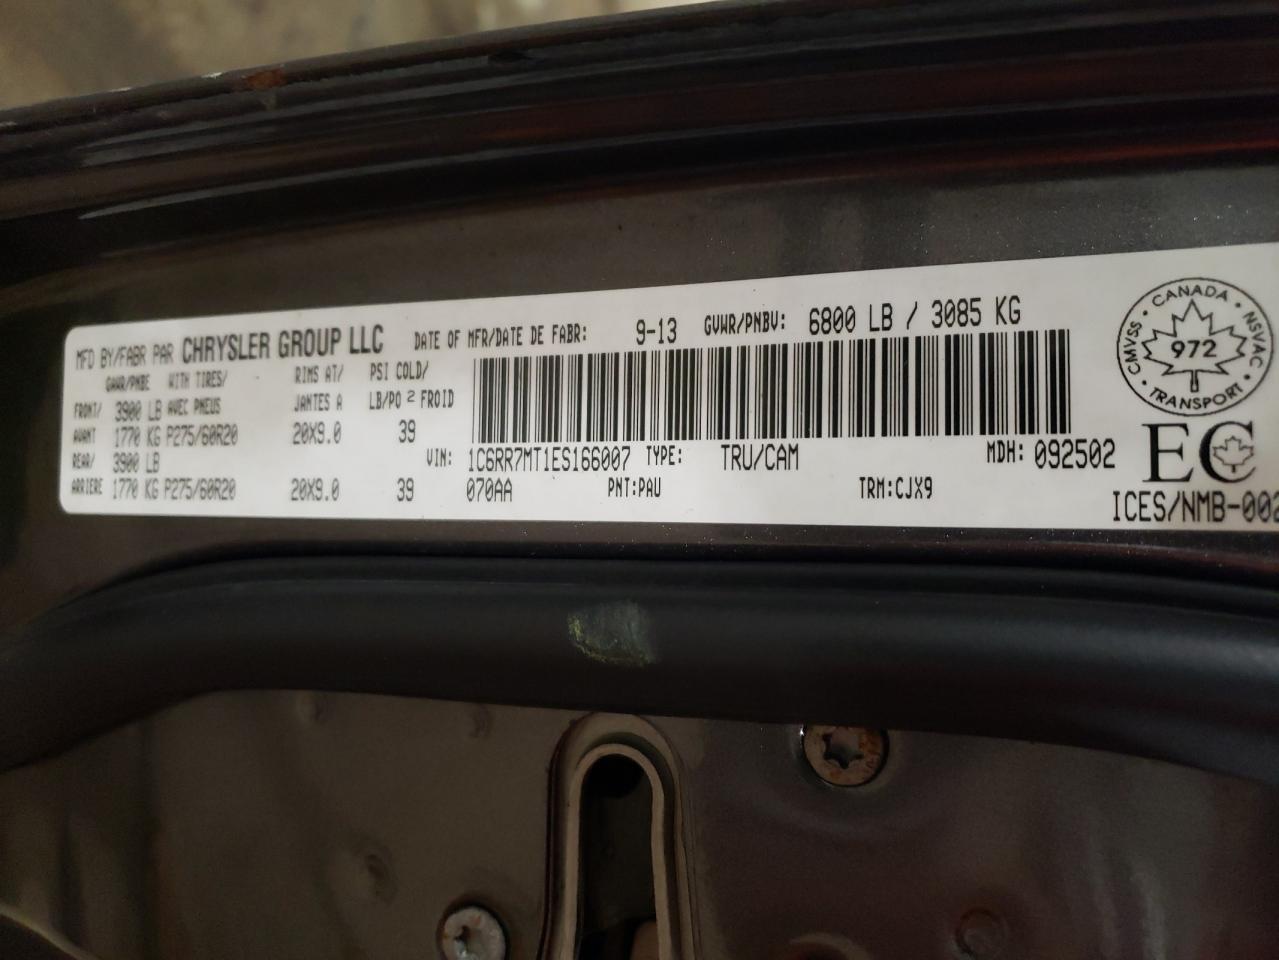 MFD BY/FABR PAR CHRYSLER GROUP LLC DATE OF MFR/DATE DE FABR: 9-13 GVWR/PNBV: 6800 LB / 3085 KG
GAWR/PNBE WITH TIRES/ RIMS AT/ PSI COLD/
FRONT/ 3900 LB AVEC PNEUS JANTES A LB/PO 2 FROID
AVANT 1770 KG P275/60R20 20X9.0 39
REAR/ 3900 LB VIN: 1C6RR7MT1ES166007 TYPE: TRU/CAM MDH: 092502
ARRIERE 1770 KG P275/60R20 20X9.0 39 070AA PNT:PAU TRM:CJX9
CMVSS · CANADA · NSVAC · TRANSPORT ·
972
EC
ICES/NMB-002